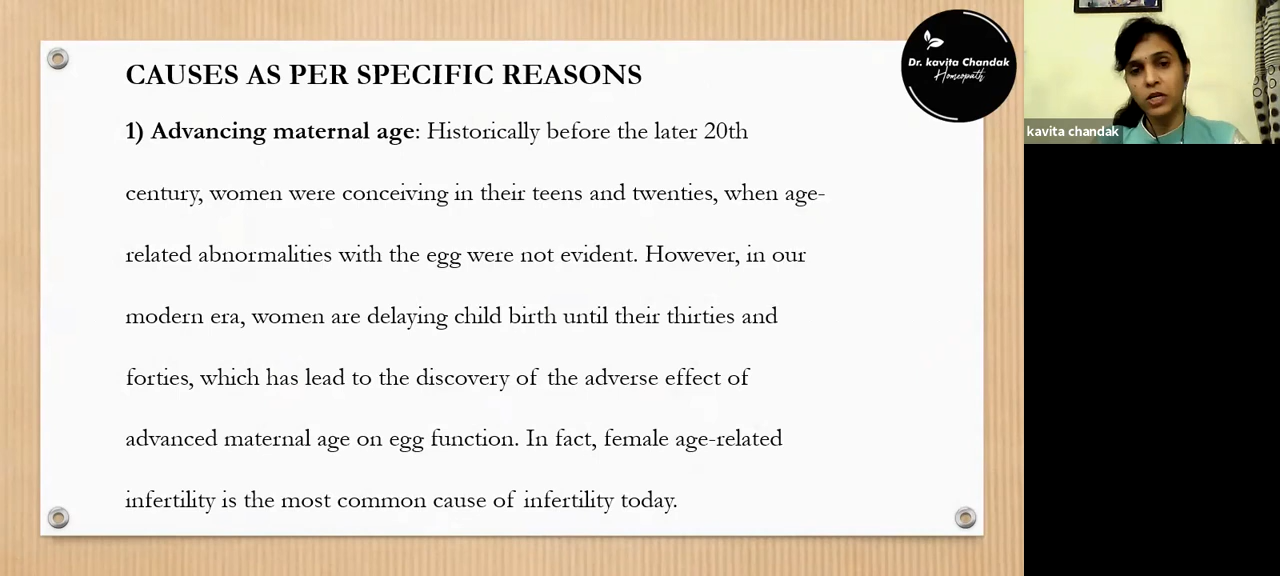 CAUSES AS PER SPECIFIC REASONS
1) Advancing maternal age: Historically before the later 20th
century, women were conceiving in their teens and twenties, when age-
related abnormalities with the egg were not evident. However, in our
modern era, women are delaying child birth until their thirties and
forties, which has lead to the discovery of the adverse effect of
advanced maternal age on egg function. In fact, female age-related
infertility is the most common cause of infertility today.
Dr. kavita Chandak
Homeopath
kavita chandak